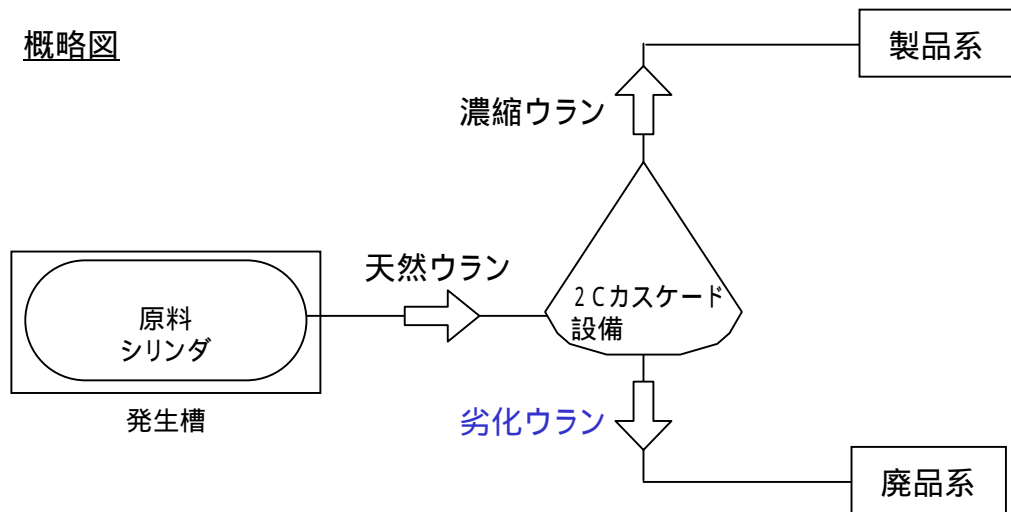 概略図
製品系
濃縮ウラン
天然ウラン
原料
シリンダ
2Cカスケード
設備
発生槽
劣化ウラン
廃品系